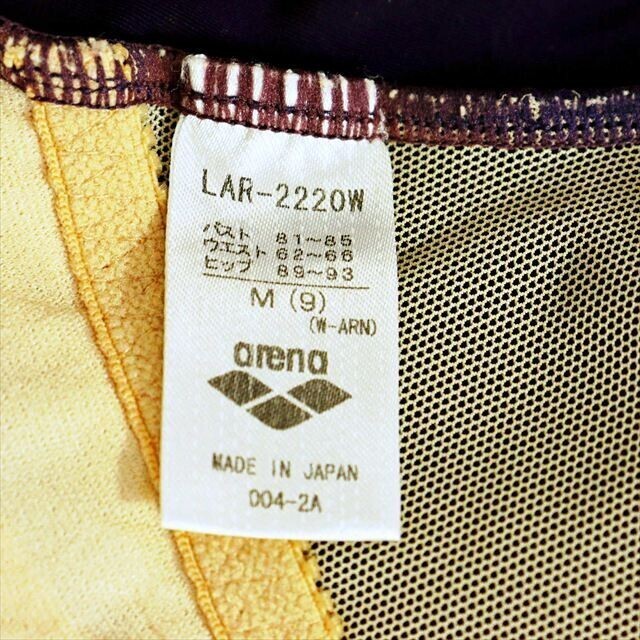 LAR-2220W
バスト 81~85
ウエスト 62~66
ヒップ 89~93
M (9)
(W-ARN)
arena
MADE IN JAPAN
004-2A